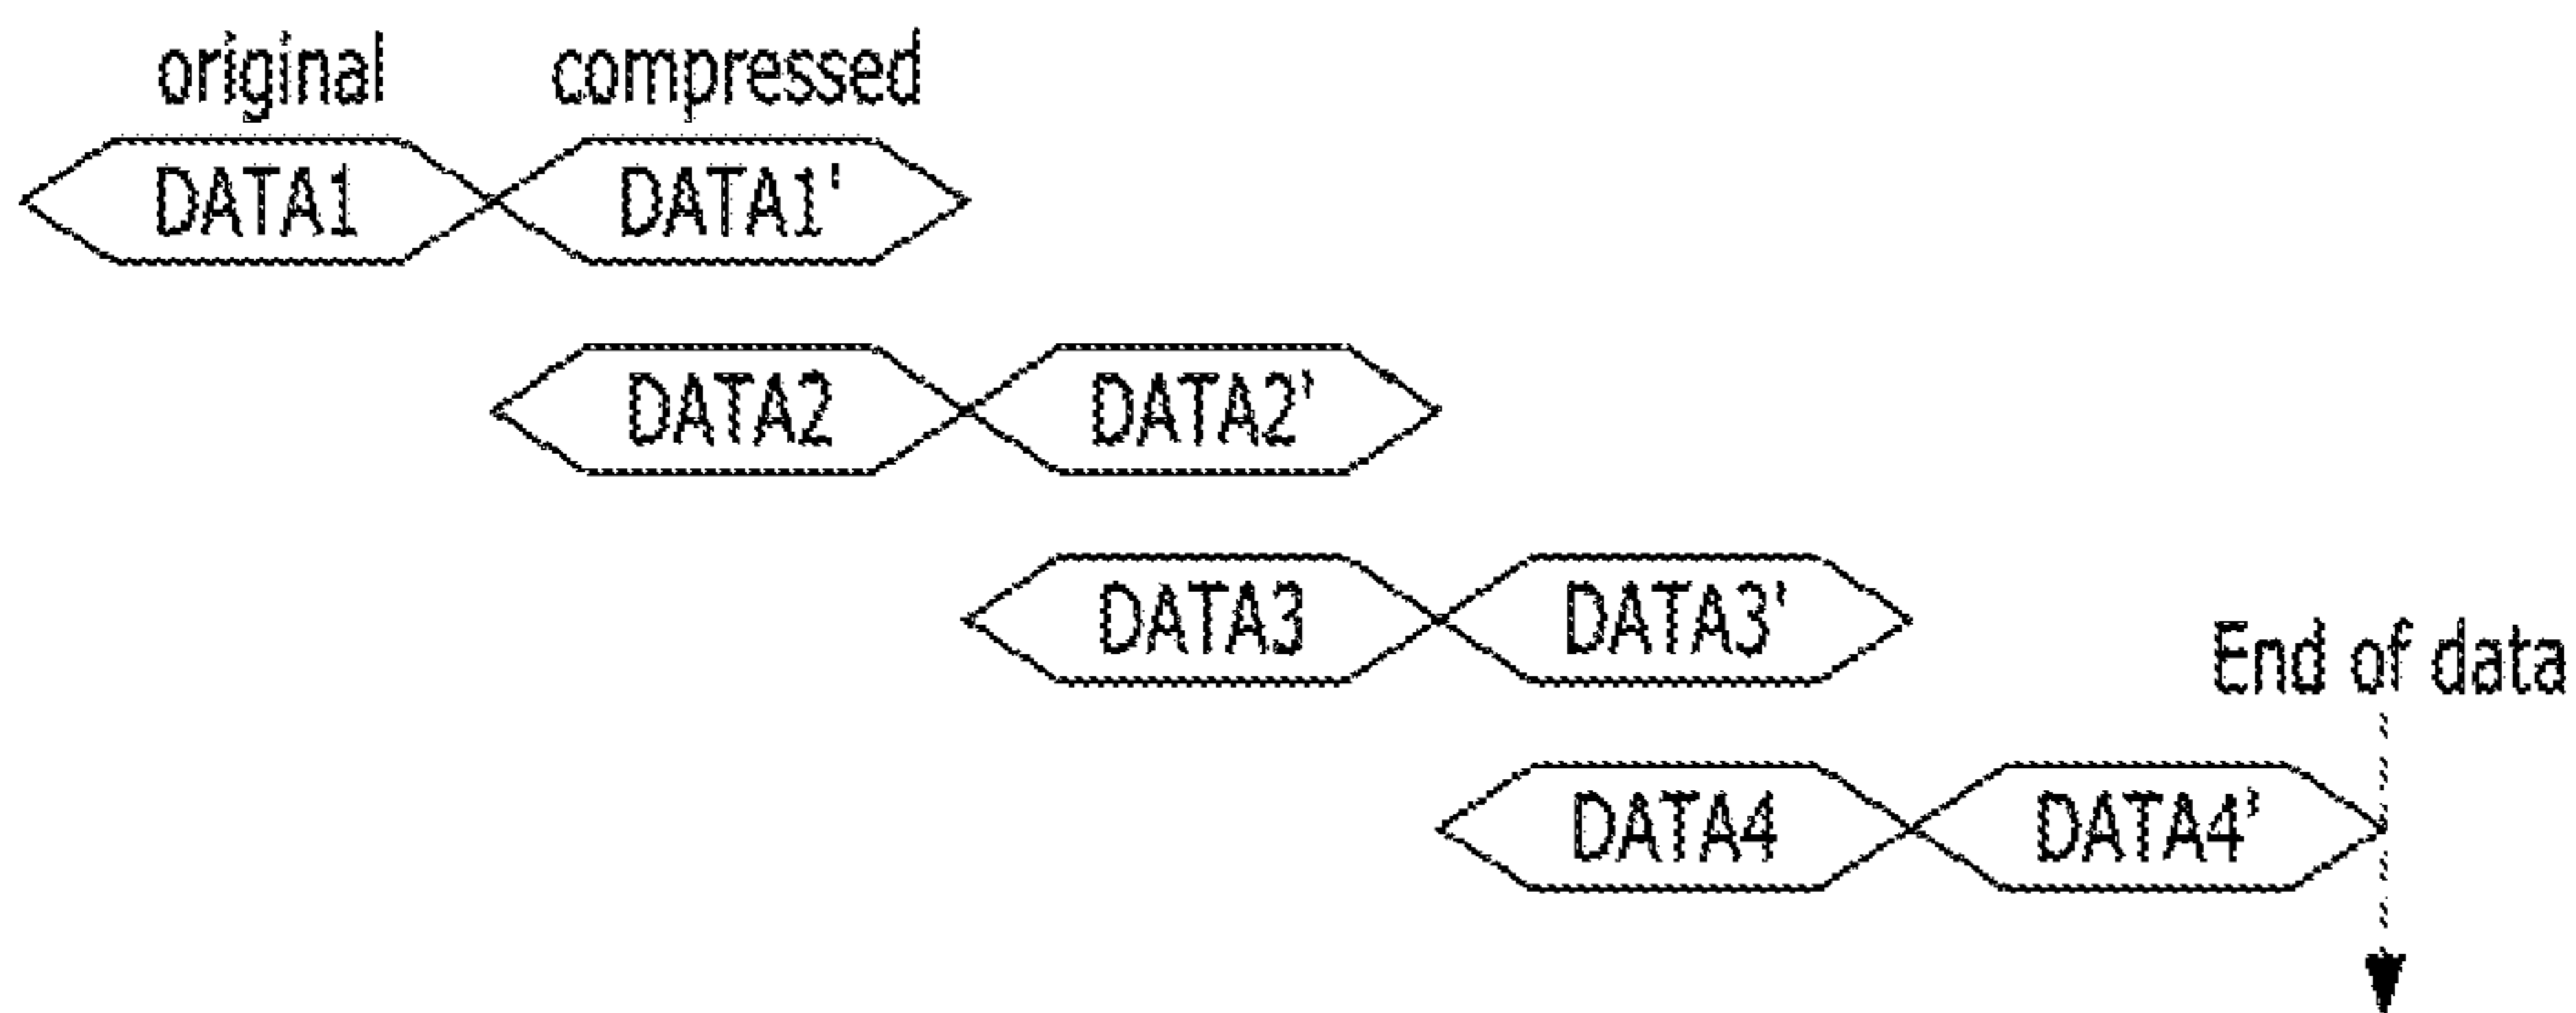 original compressed
DATA1 DATA1'
DATA2 DATA2'
DATA3 DATA3'
End of data
DATA4 DATA4'